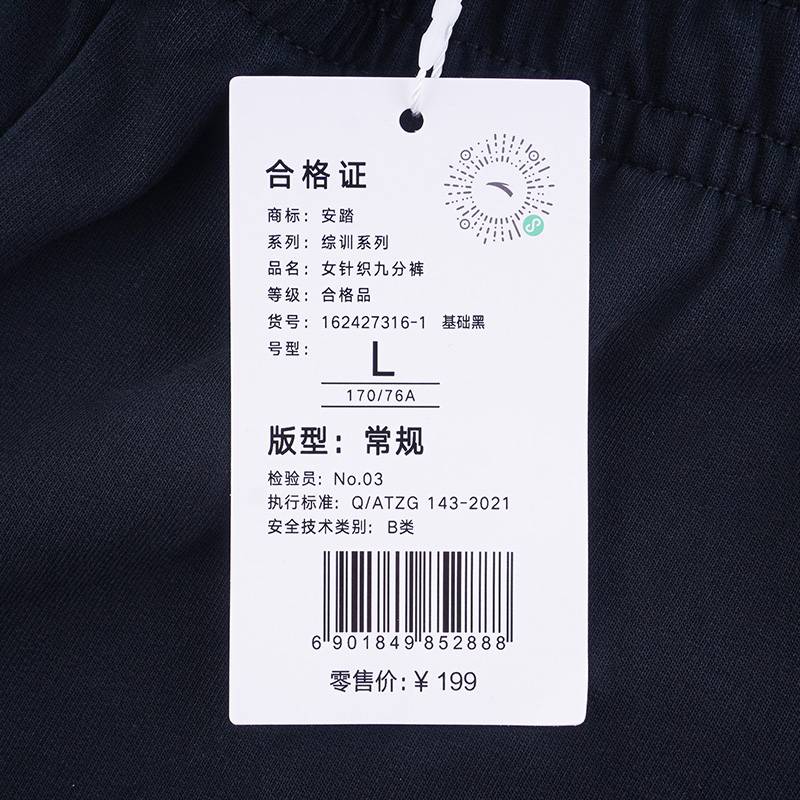 合格证
商标：安踏
系列：综训系列
品名：女针织九分裤
等级：合格品
货号：162427316-1 基础黑
号型：L
170/76A
版型：常规
检验员：No.03
执行标准：Q/ATZG 143-2021
安全技术类别：B类
6 901849 852888
零售价：¥ 199